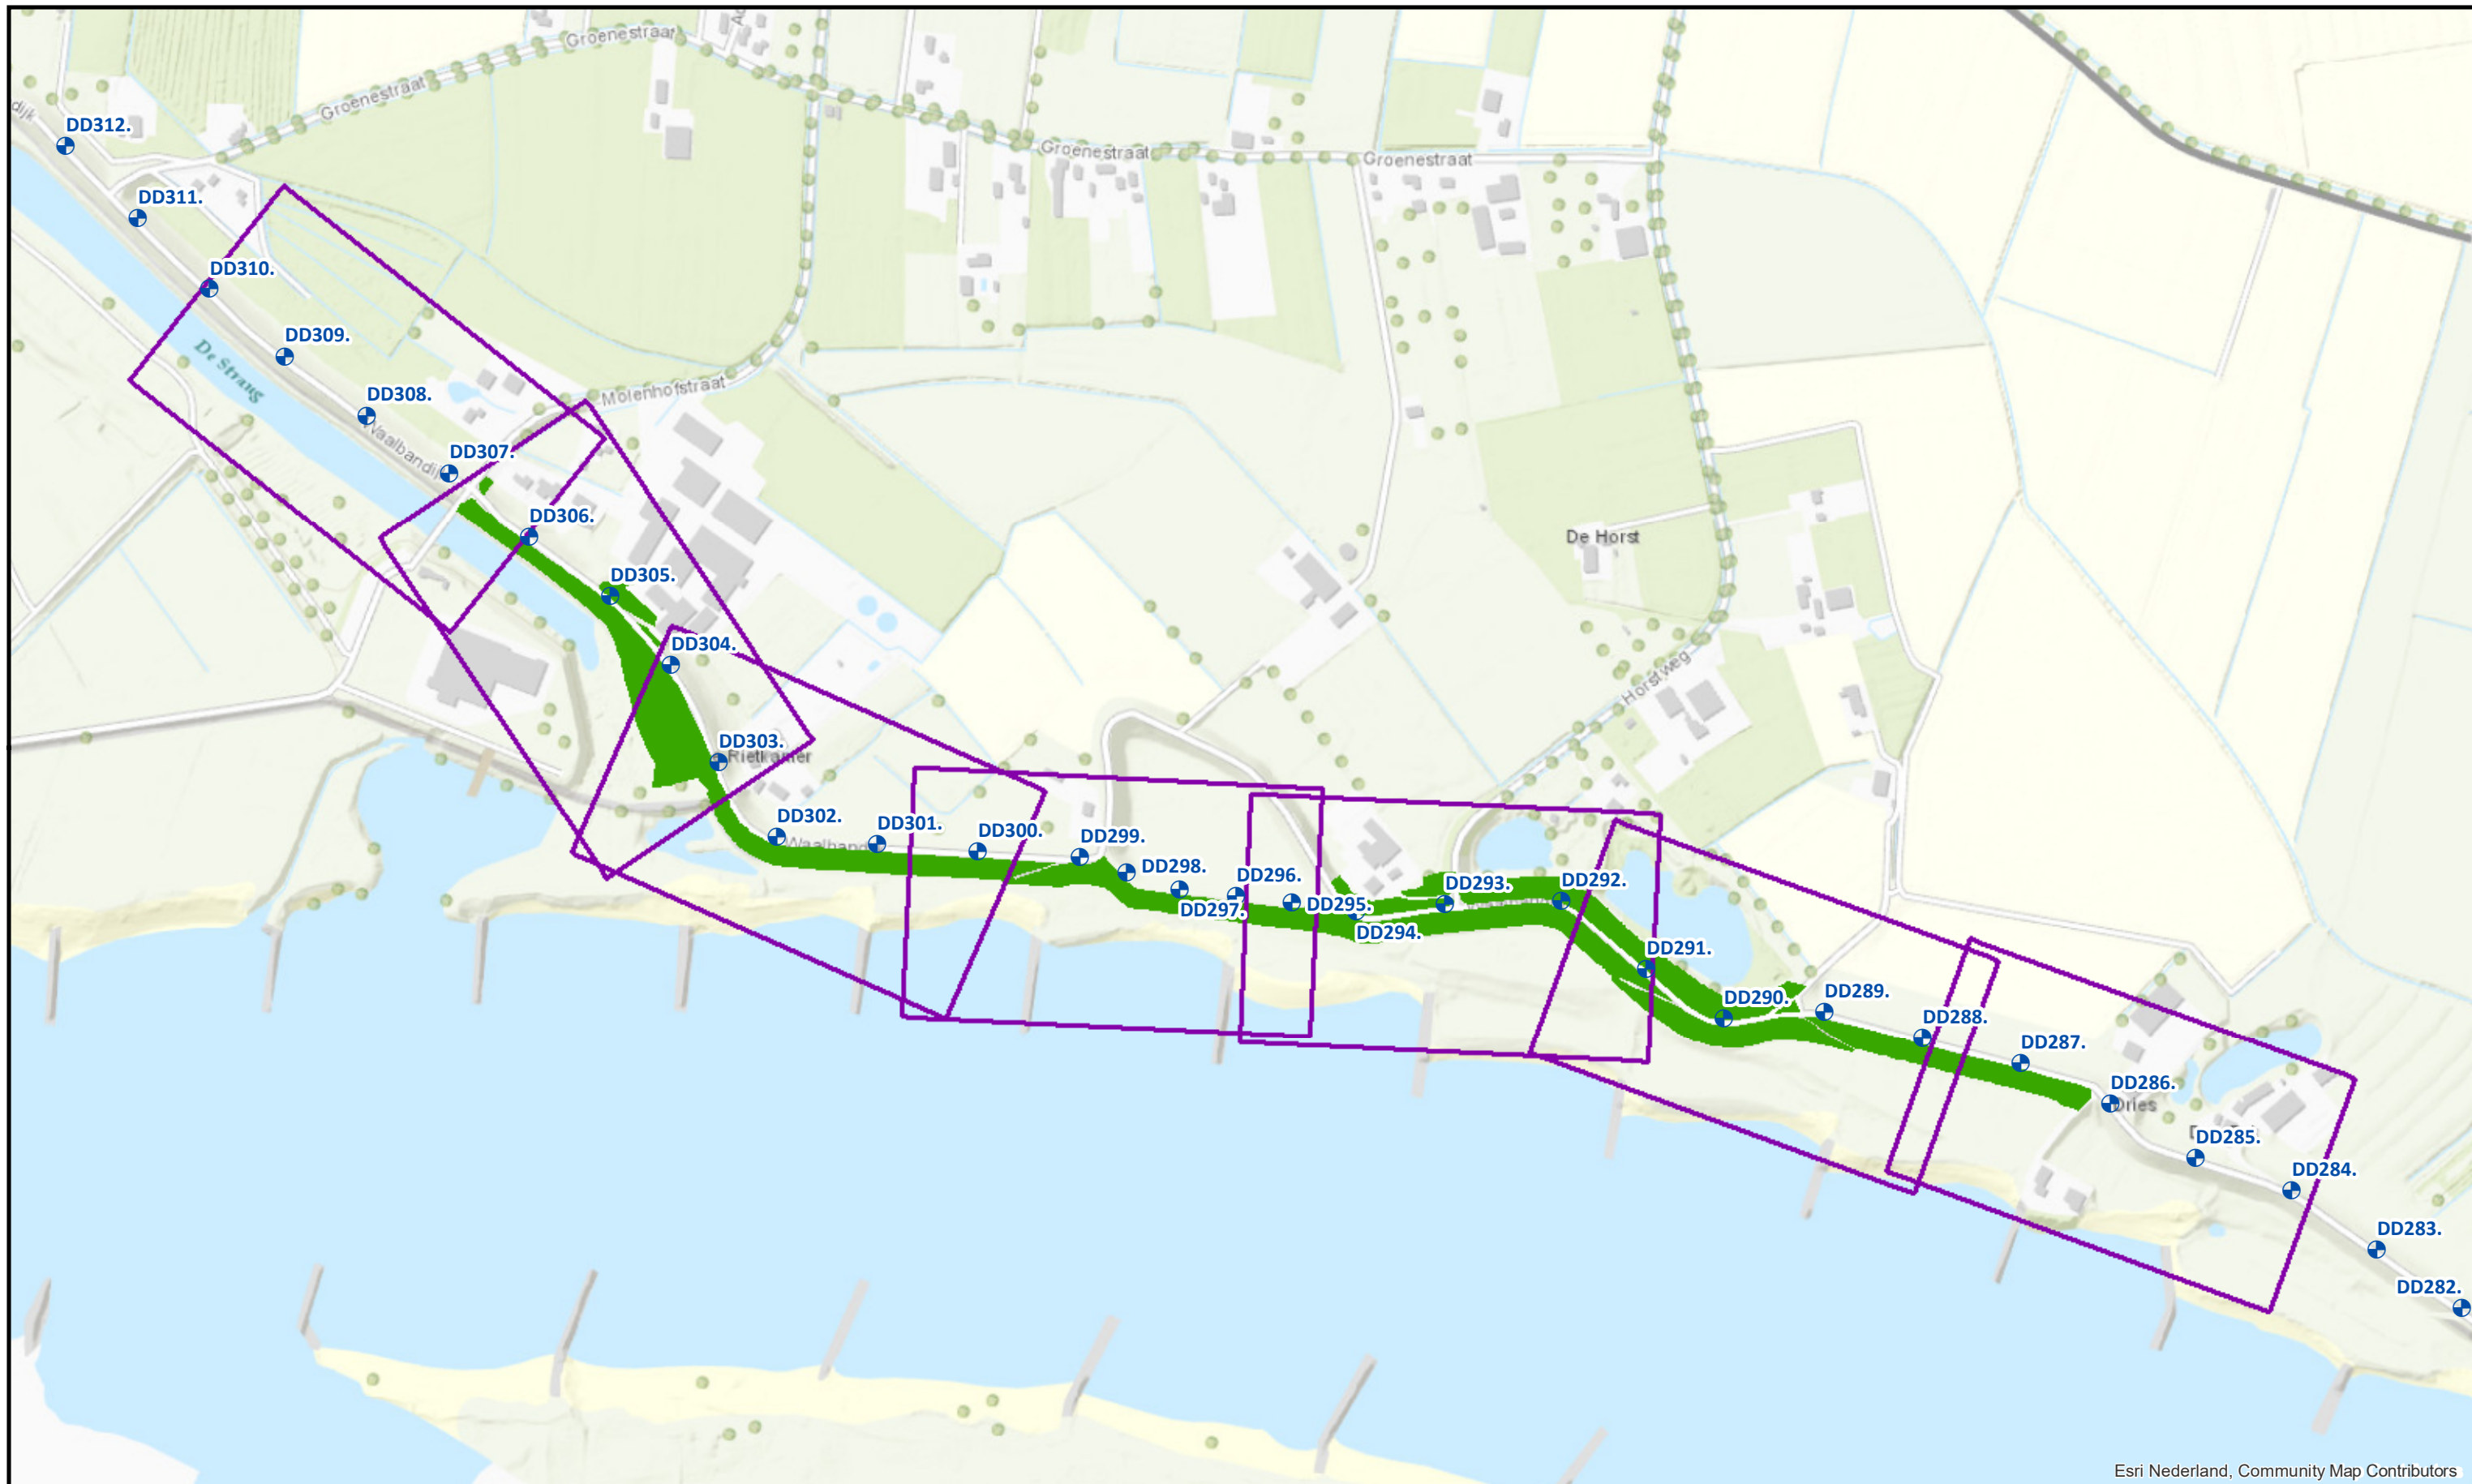 Groenestraat
Groenestraat
dijk
DD312.
Groenestraat
Groenestraat
DD311.
DD310.
DD309.
De Strang
Molenhofstraat
DD308.
DD307.
DD306.
De Horst
DD305.
DD304.
Horstweg
DD303.
DD302.
DD301.
DD300.
DD299.
DD298.
DD297.
DD296.
DD295.
DD294.
DD293.
DD292.
DD291.
DD290.
DD289.
DD288.
DD287.
DD286.
Dries
DD285.
DD284.
DD283.
DD282.
Esri Nederland, Community Map Contributors